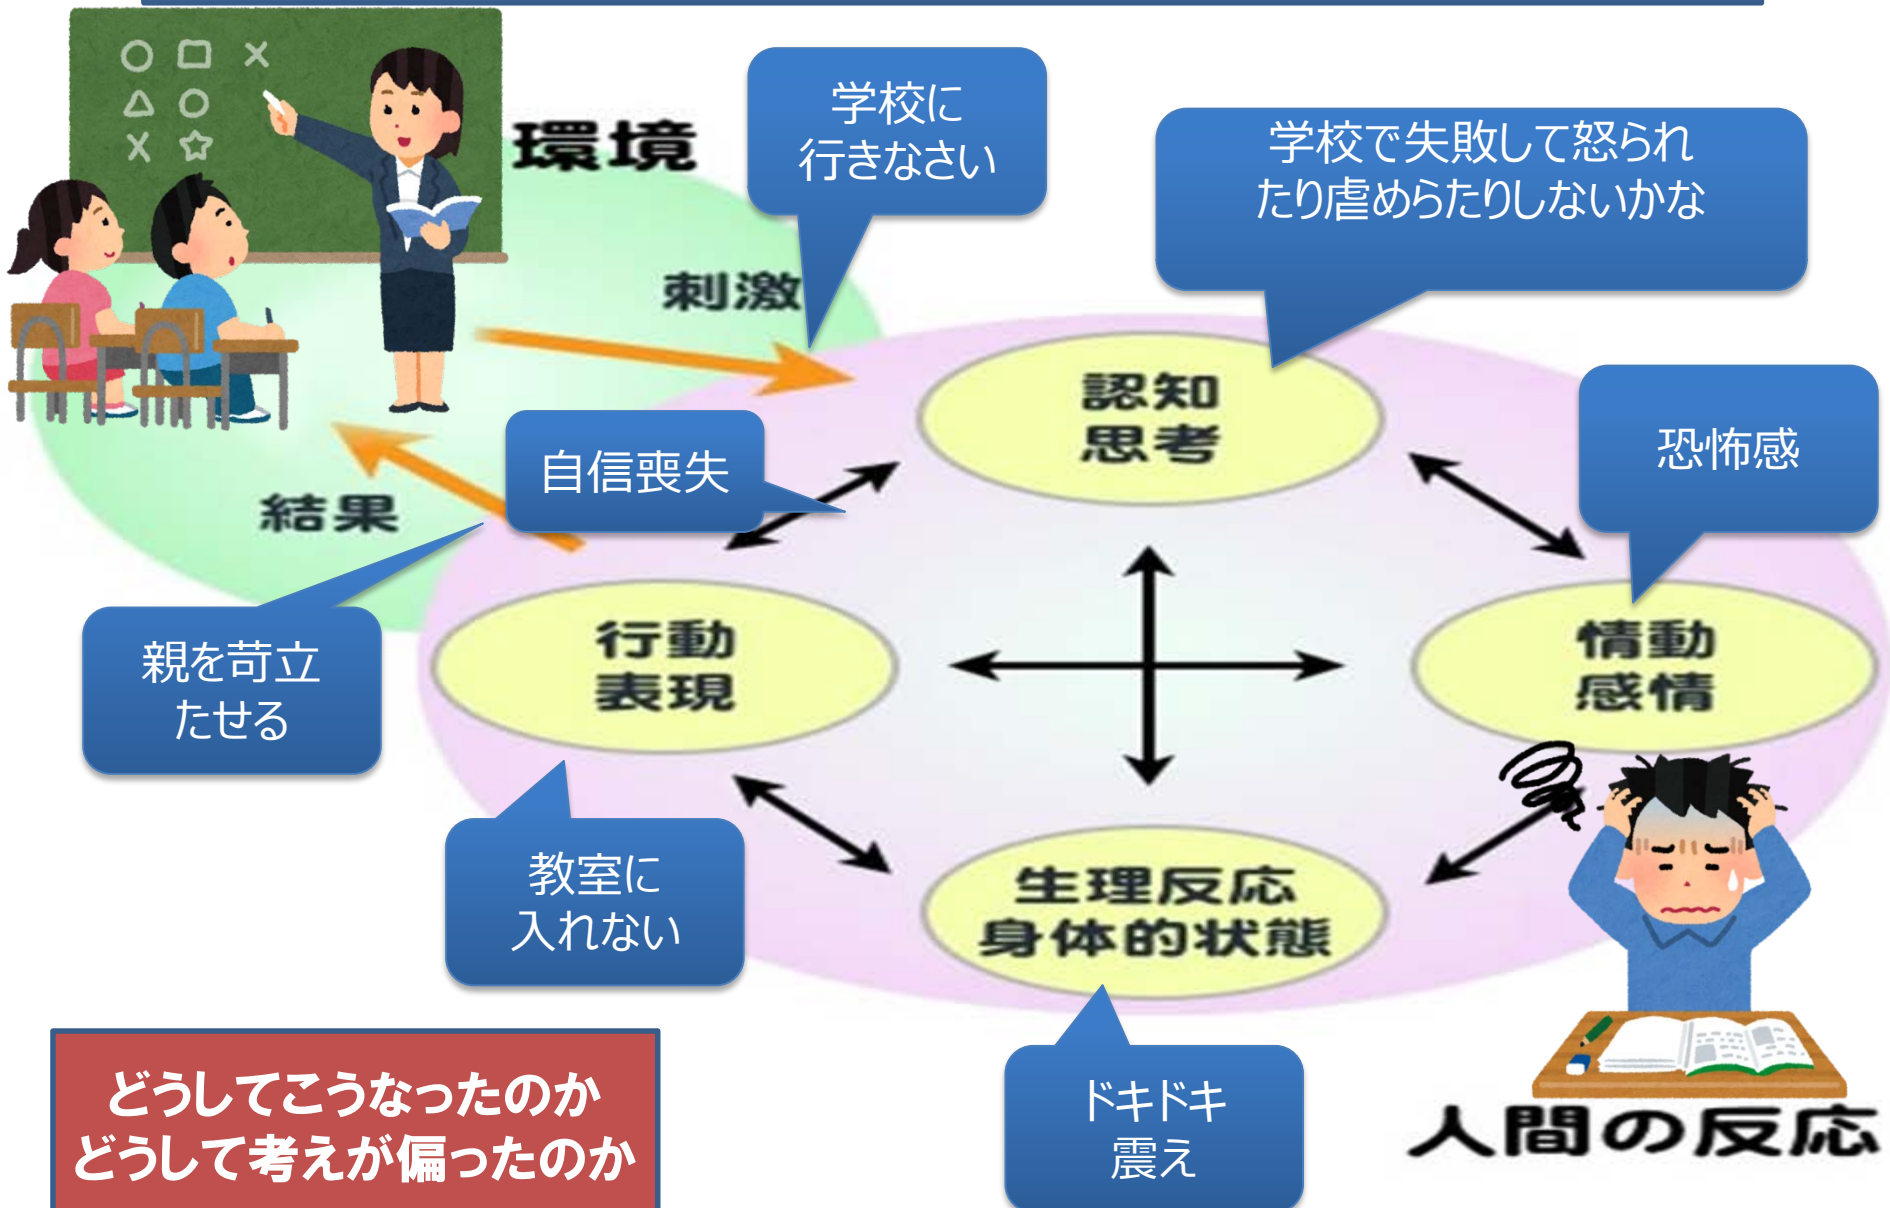 環境
学校に
行きなさい
学校で失敗して怒られ
たり虐めらたりしないかな
刺激
認知
思考
恐怖感
自信喪失
結果
親を苛立
たせる
行動
表現
情動
感情
教室に
入れない
生理反応
身体的状態
ドキドキ
震え
どうしてこうなったのか
どうして考えが偏ったのか
人間の反応